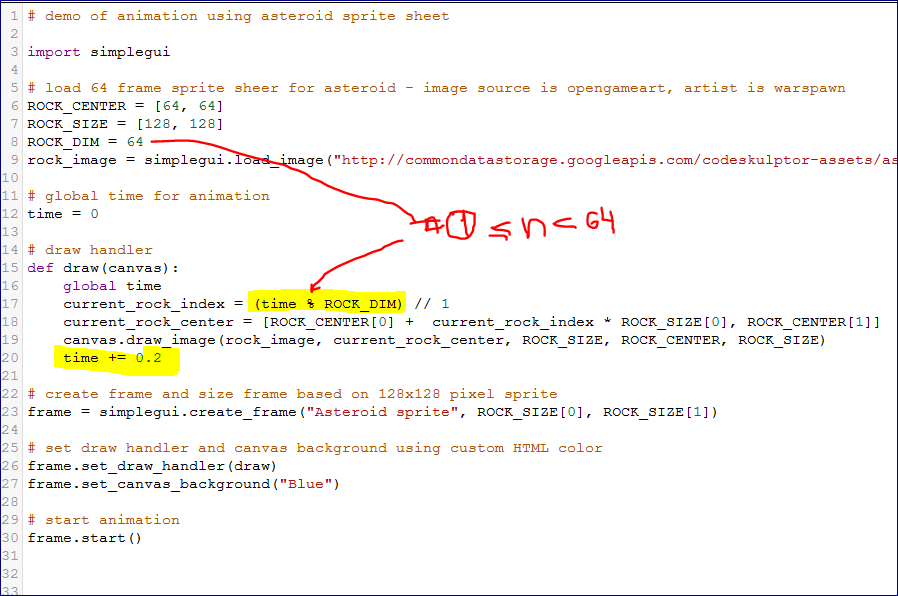 1 # demo of animation using asteroid sprite sheet
2
3 import simplegui
4
5 # load 64 frame sprite sheer for asteroid - image source is opengameart, artist is warspawn
6 ROCK_CENTER = [64, 64]
7 ROCK_SIZE = [128, 128]
8 ROCK_DIM = 64
9 rock_image = simplegui.load_image("http://commondatastorage.googleapis.com/codeskulptor-assets/as
10
11 # global time for animation
12 time = 0
1 ≤ n < 64
13
14 # draw handler
15 def draw(canvas):
16 global time
17 current_rock_index = (time % ROCK_DIM) // 1
18 current_rock_center = [ROCK_CENTER[0] + current_rock_index * ROCK_SIZE[0], ROCK_CENTER[1]]
19 canvas.draw_image(rock_image, current_rock_center, ROCK_SIZE, ROCK_CENTER, ROCK_SIZE)
20 time += 0.2
21
22 # create frame and size frame based on 128x128 pixel sprite
23 frame = simplegui.create_frame("Asteroid sprite", ROCK_SIZE[0], ROCK_SIZE[1])
24
25 # set draw handler and canvas background using custom HTML color
26 frame.set_draw_handler(draw)
27 frame.set_canvas_background("Blue")
28
29 # start animation
30 frame.start()
31
32
33